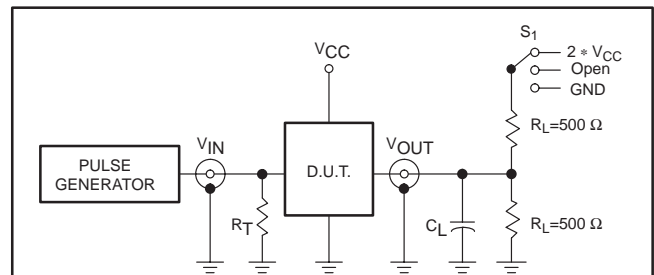 S1
2 * VCC
Open
GND
VCC
RL=500 Ω
VIN
VOUT
PULSE
GENERATOR
D.U.T.
RT
CL
RL=500 Ω